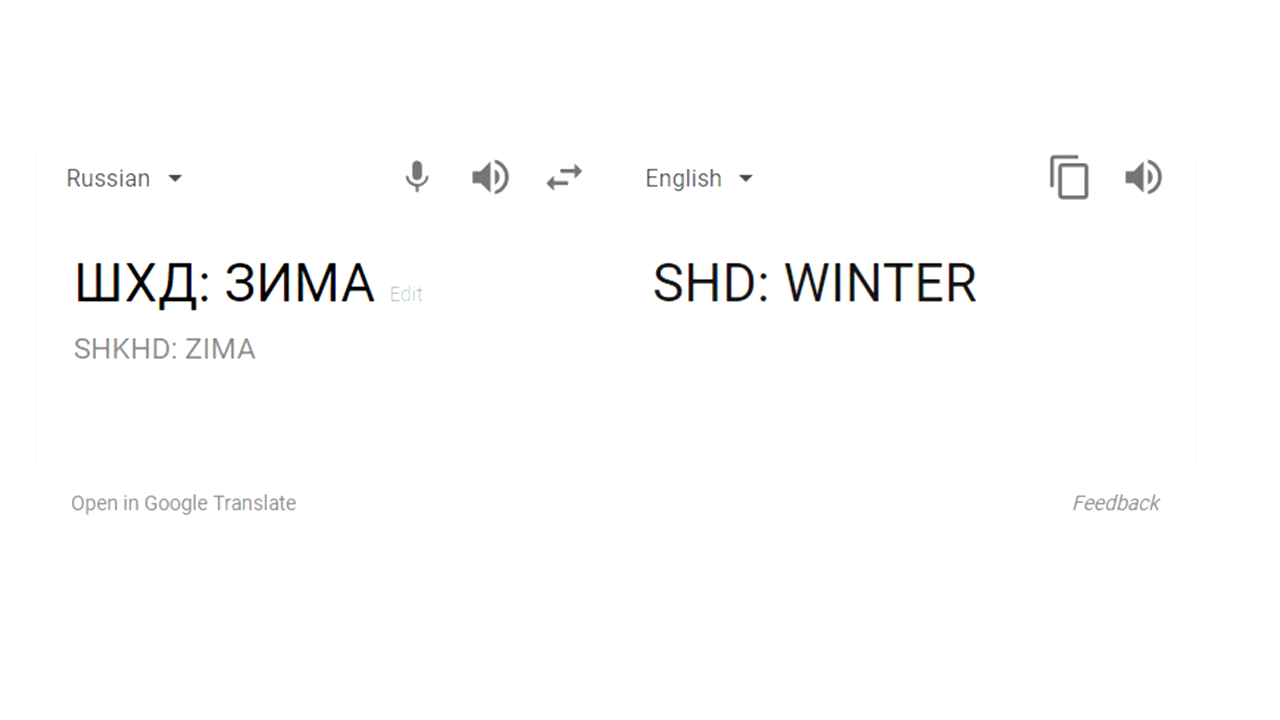 Russian
English
ШХД: ЗИМА Edit
SHD: WINTER
SHKHD: ZIMA
Open in Google Translate
Feedback